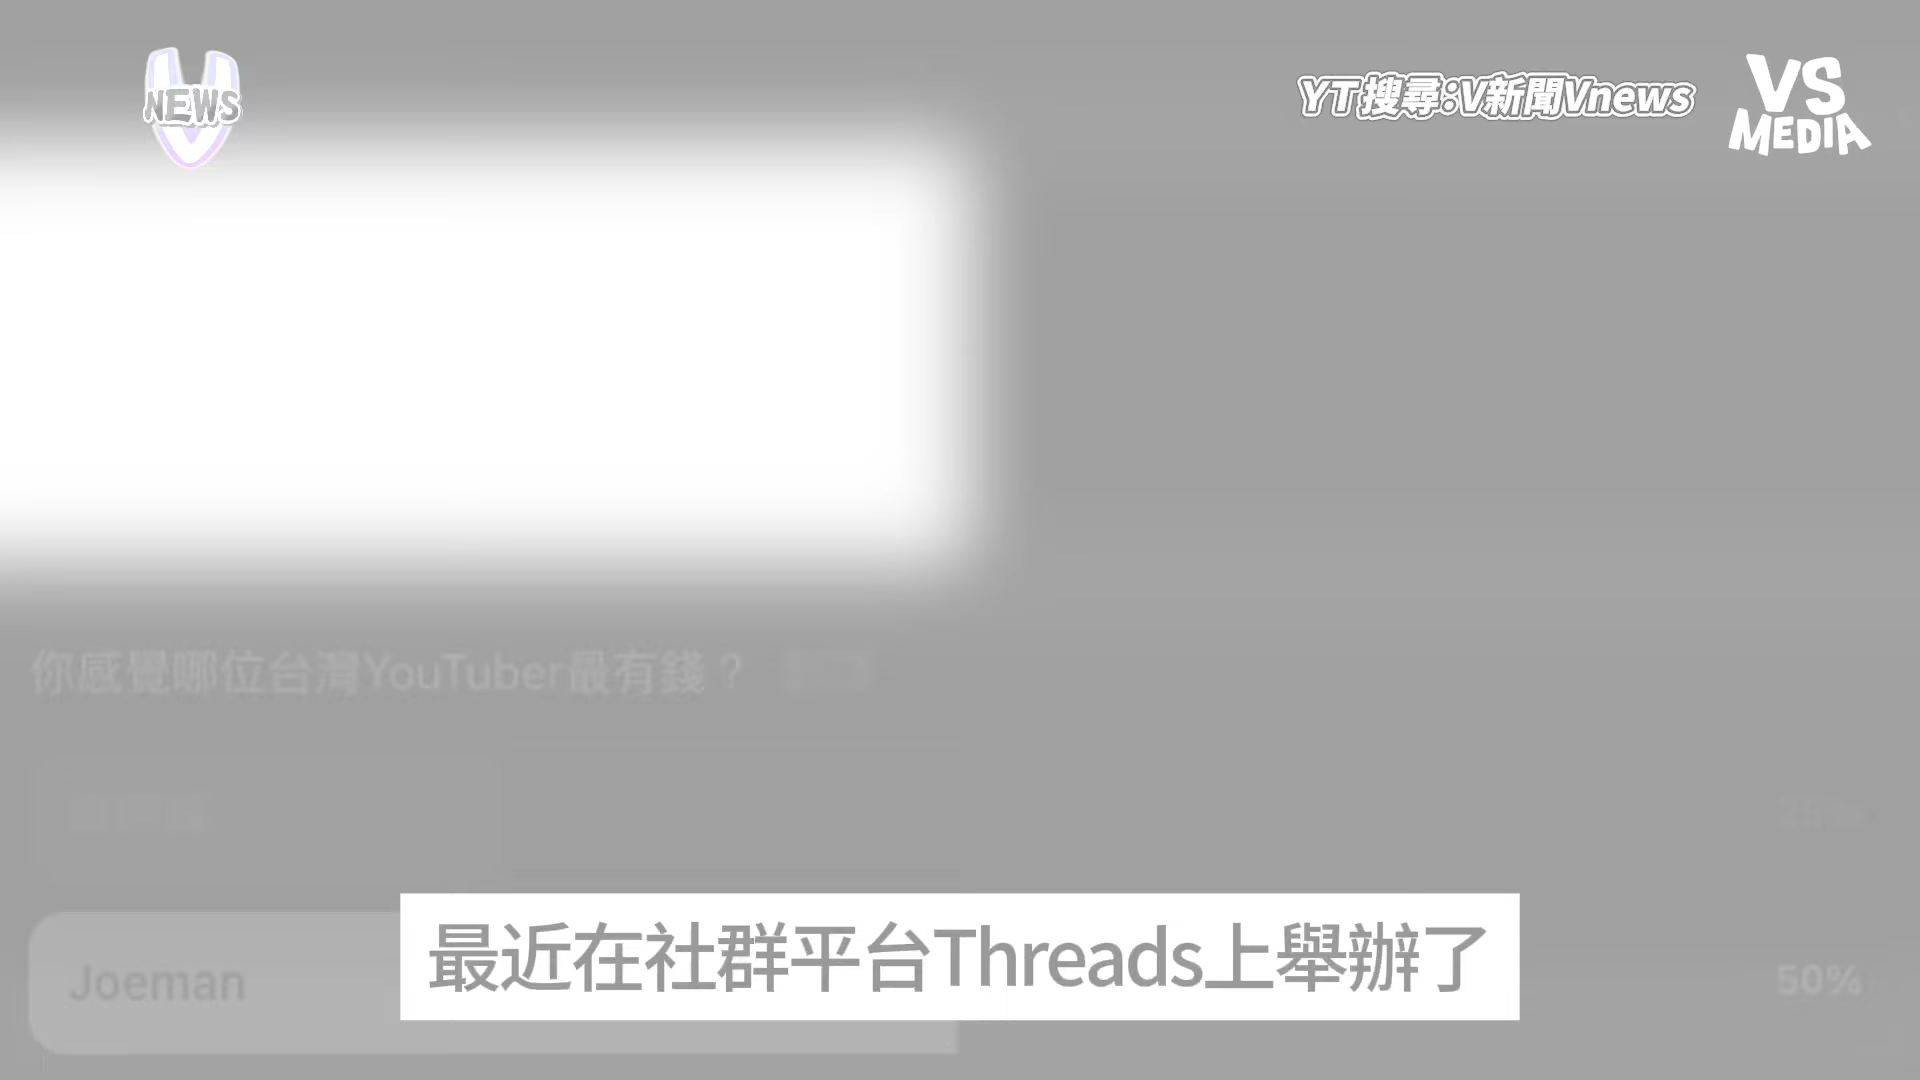 NEWS
YT搜尋:V新聞Vnews
VS
MEDIA
你感覺哪位台灣YouTuber最有錢？
Joeman
50%
最近在社群平台Threads上舉辦了